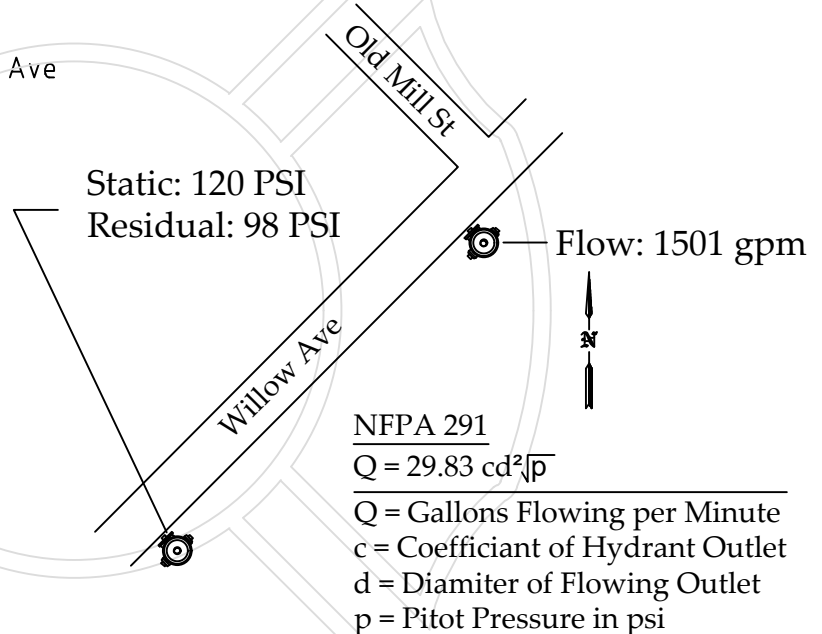 Ave
Old Mill St
Static: 120 PSI
Residual: 98 PSI
Flow: 1501 gpm
N
Willow Ave
NFPA 291
Q = 29.83 cd²√p
Q = Gallons Flowing per Minute
c = Coefficiant of Hydrant Outlet
d = Diamiter of Flowing Outlet
p = Pitot Pressure in psi